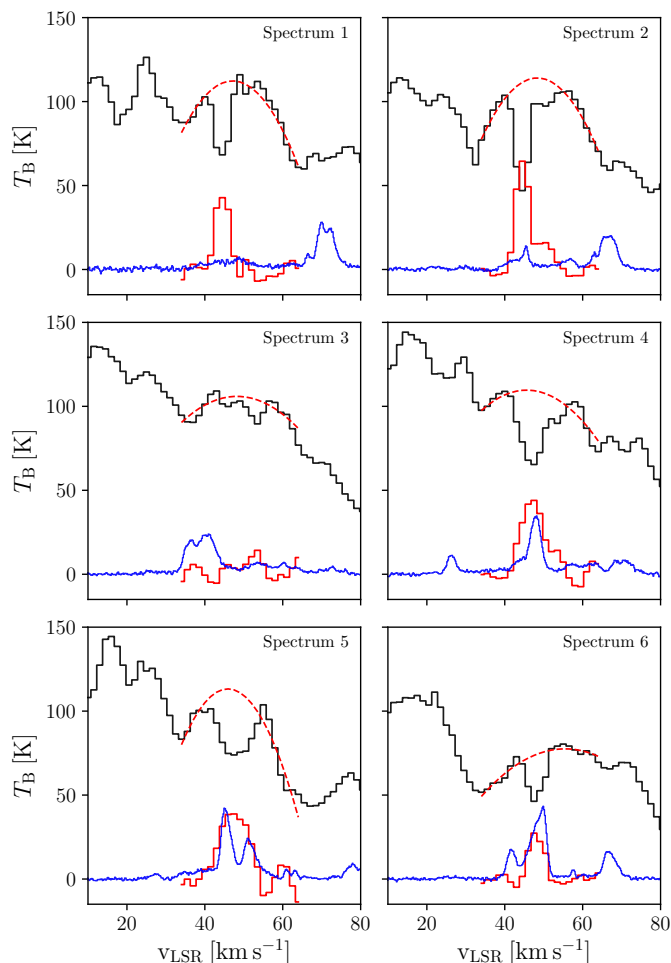 150
100
50
0
T_B [K]
Spectrum 1
Spectrum 2
150
100
50
0
T_B [K]
Spectrum 3
Spectrum 4
150
100
50
0
T_B [K]
Spectrum 5
Spectrum 6
20 40 60 80 20 40 60 80
v_LSR [km s⁻¹] v_LSR [km s⁻¹]